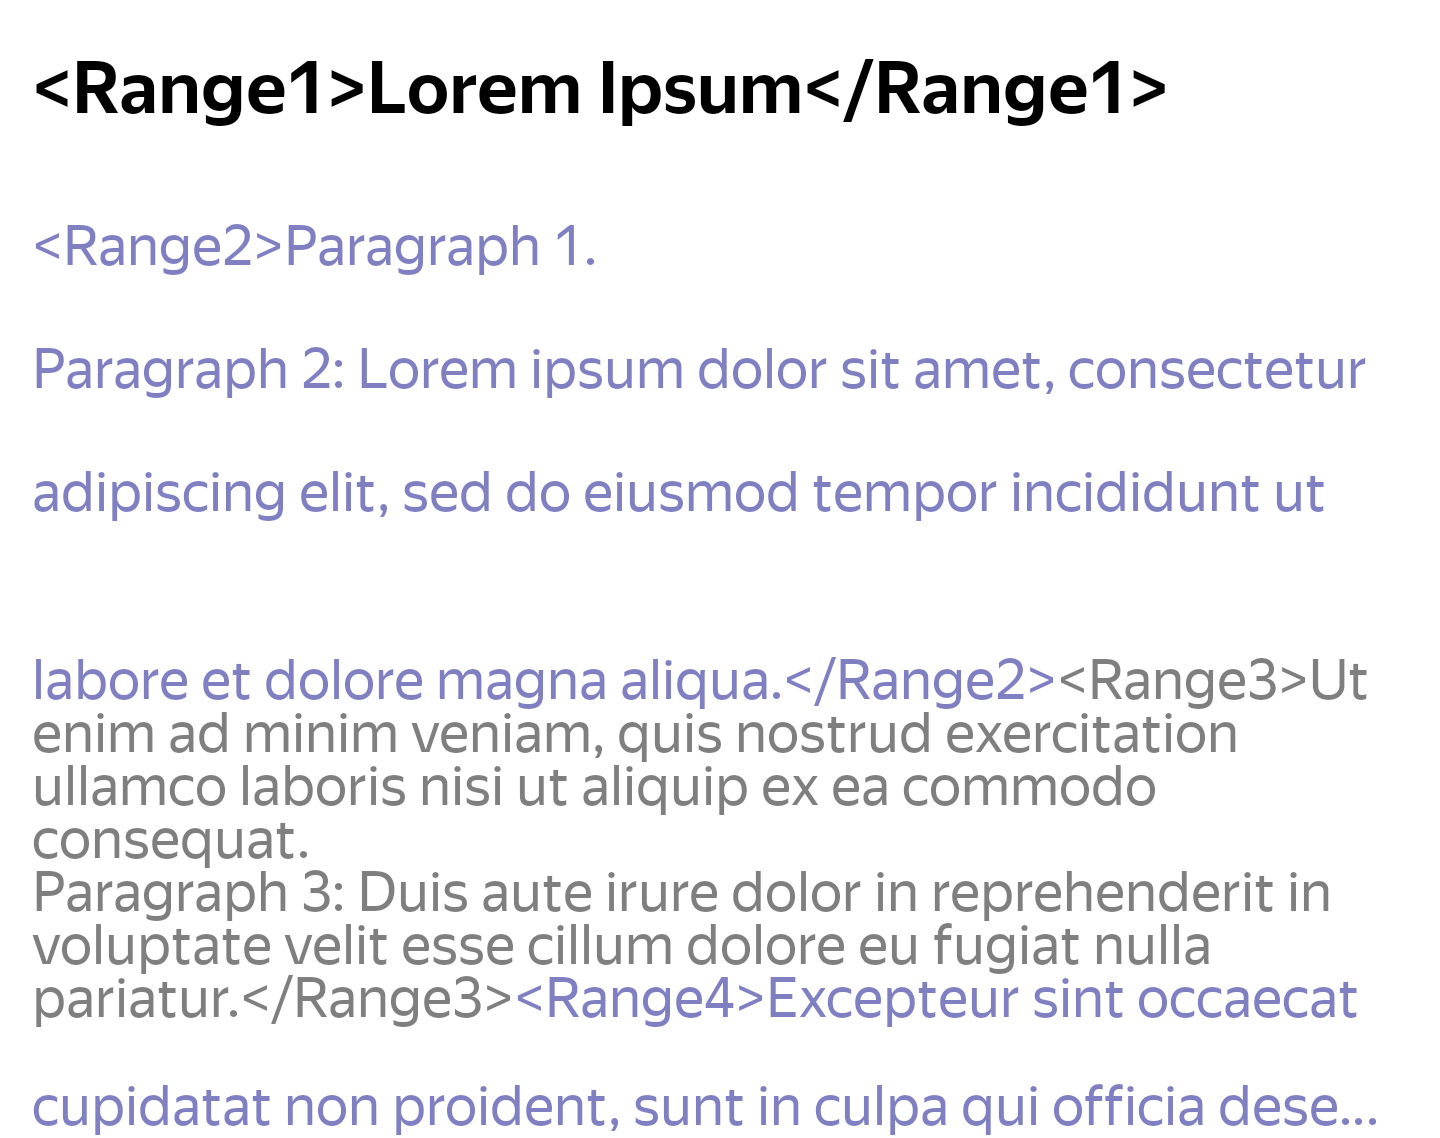 <Range1>Lorem Ipsum</Range1>
<Range2>Paragraph 1.
Paragraph 2: Lorem ipsum dolor sit amet, consectetur
adipiscing elit, sed do eiusmod tempor incididunt ut
labore et dolore magna aliqua.</Range2><Range3>Ut
enim ad minim veniam, quis nostrud exercitation
ullamco laboris nisi ut aliquip ex ea commodo
consequat.
Paragraph 3: Duis aute irure dolor in reprehenderit in
voluptate velit esse cillum dolore eu fugiat nulla
pariatur.</Range3><Range4>Excepteur sint occaecat
cupidatat non proident, sunt in culpa qui officia dese...